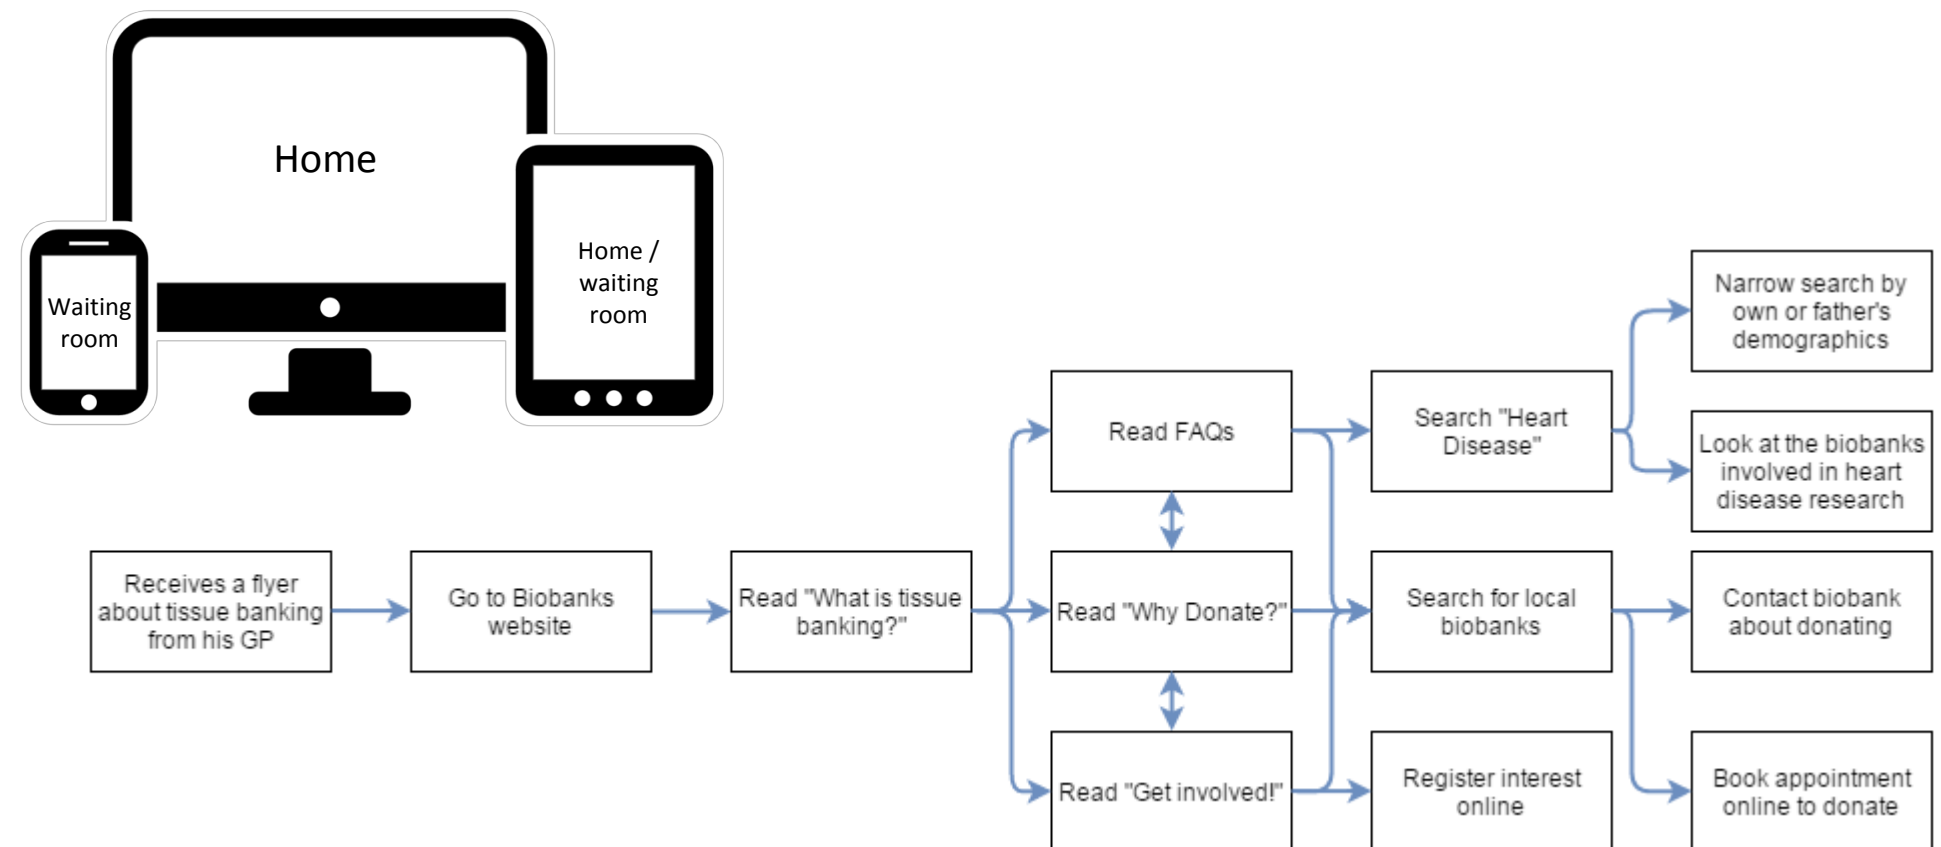 Home
Home /
waiting
room
Waiting
room
Receives a flyer
about tissue banking
from his GP
Go to Biobanks
website
Read "What is tissue
banking?"
Read FAQs
Read "Why Donate?"
Read "Get involved!"
Search "Heart
Disease"
Search for local
biobanks
Register interest
online
Narrow search by
own or father's
demographics
Look at the biobanks
involved in heart
disease research
Contact biobank
about donating
Book appointment
online to donate